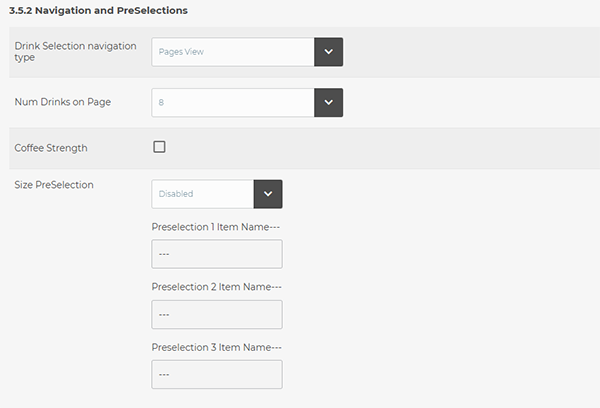 3.5.2 Navigation and PreSelections
Drink Selection navigation
type
Pages View
Num Drinks on Page
8
Coffee Strength
Size PreSelection
Disabled
Preselection 1 Item Name---
---
Preselection 2 Item Name---
---
Preselection 3 Item Name---
---